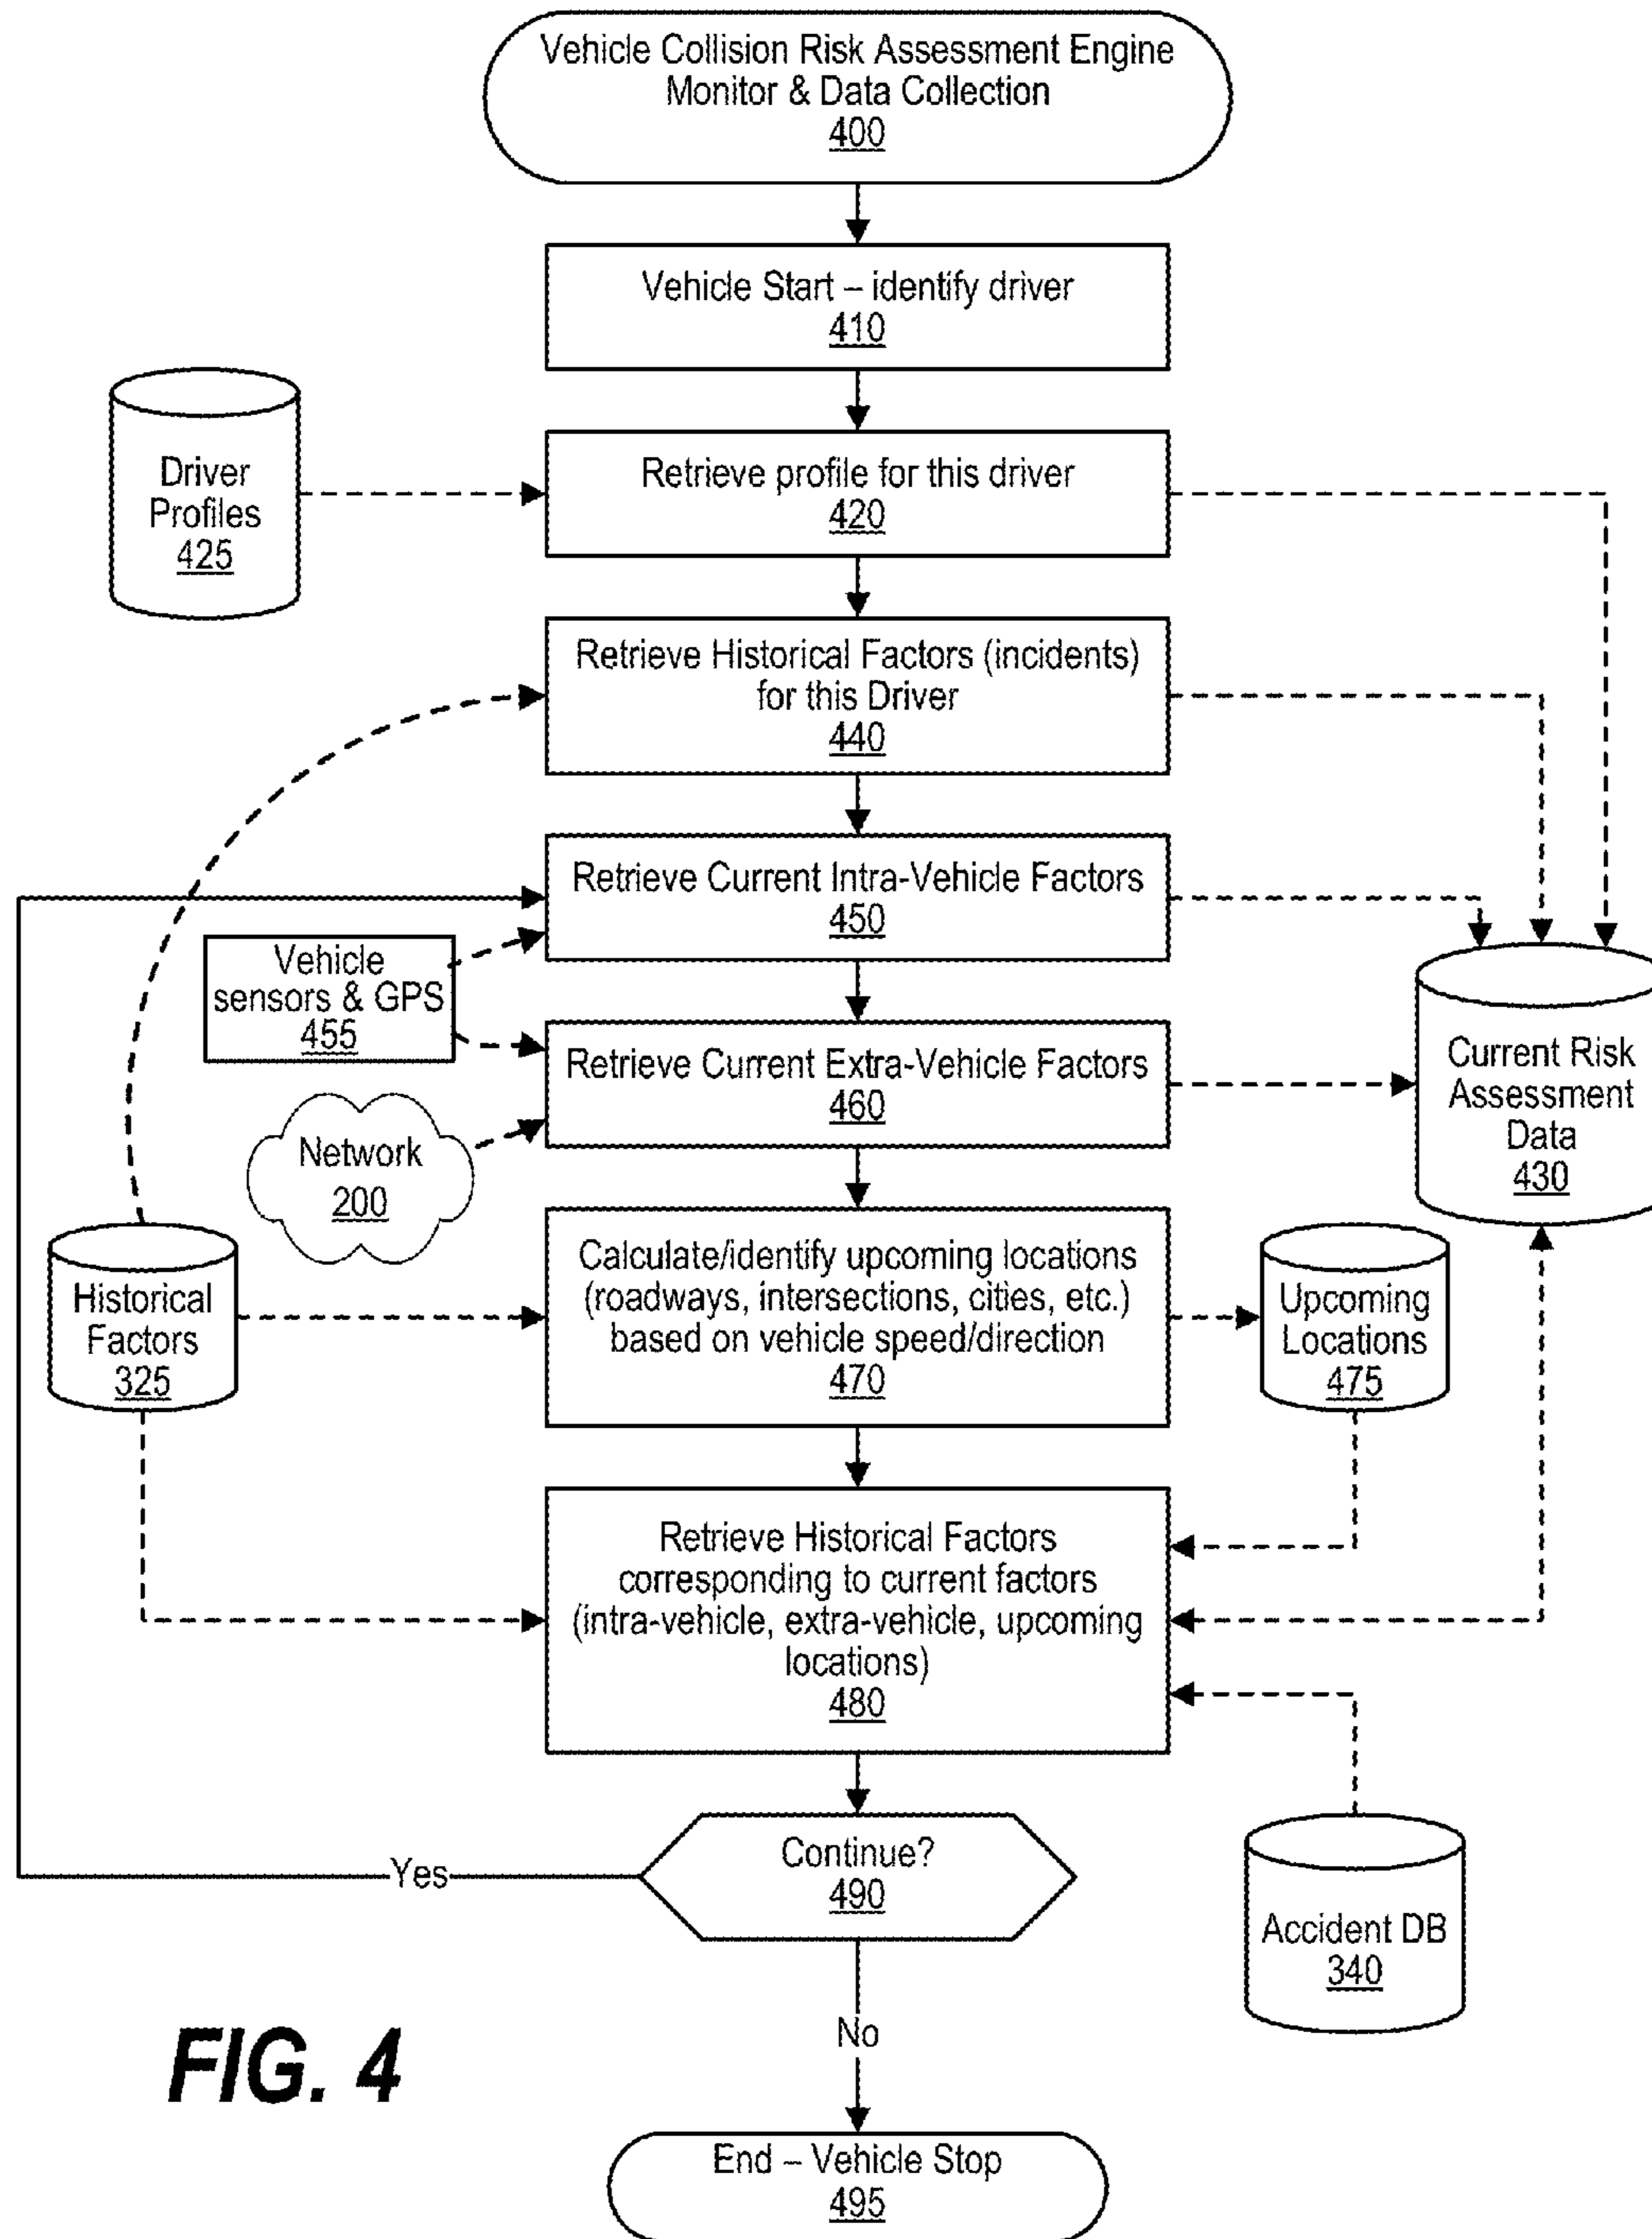 Vehicle Collision Risk Assessment Engine
Monitor & Data Collection
400
Vehicle Start – identify driver
410
Driver
Profiles
425
Retrieve profile for this driver
420
Retrieve Historical Factors (incidents)
for this Driver
440
Retrieve Current Intra-Vehicle Factors
450
Vehicle
sensors & GPS
455
Retrieve Current Extra-Vehicle Factors
460
Current Risk
Assessment
Data
430
Network
200
Historical
Factors
325
Calculate/identify upcoming locations
(roadways, intersections, cities, etc.)
based on vehicle speed/direction
470
Upcoming
Locations
475
Retrieve Historical Factors
corresponding to current factors
(intra-vehicle, extra-vehicle, upcoming
locations)
480
Continue?
490
Yes
Accident DB
340
No
FIG. 4
End – Vehicle Stop
495